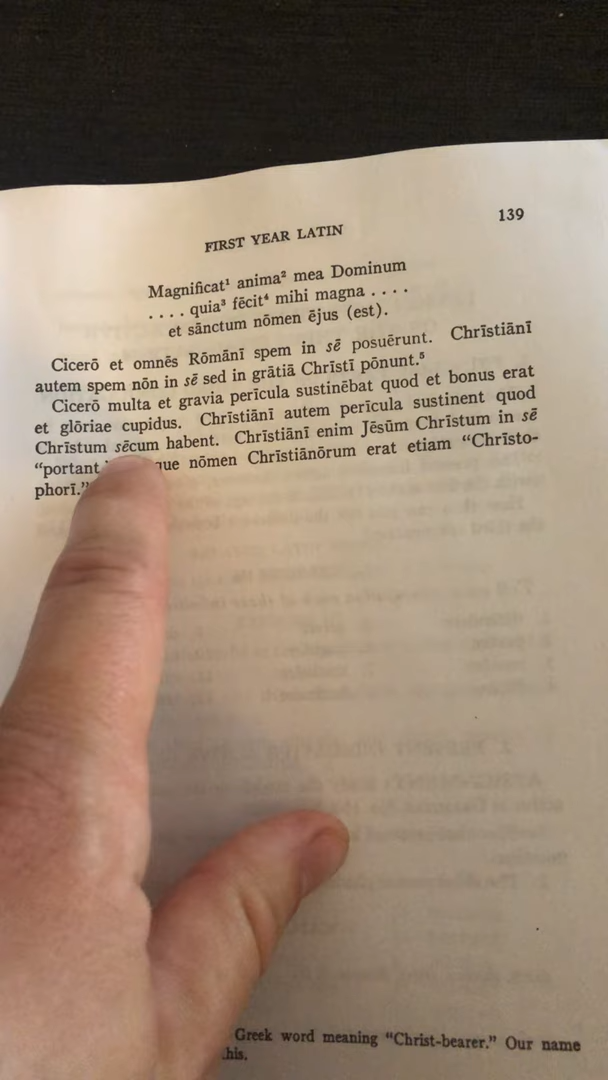 139
FIRST YEAR LATIN
Magnificat¹ anima² mea Dominum
. . . . quia³ fēcit⁴ mihi magna . . . .
et sānctum nōmen ējus (est).
Cicerō et omnēs Rōmānī spem in sē posuērunt. Chrīstiānī
autem spem nōn in sē sed in grātiā Chrīstī pōnunt.⁵
Cicerō multa et gravia perīcula sustinēbat quod et bonus erat
et glōriae cupidus. Chrīstiānī autem perīcula sustinent quod
Chrīstum sēcum habent. Chrīstiānī enim Jēsūm Chrīstum in sē
“portant nōmen Chrīstiānōrum erat etiam “Chrīsto-
phorī.”
Greek word meaning “Christ-bearer.” Our name